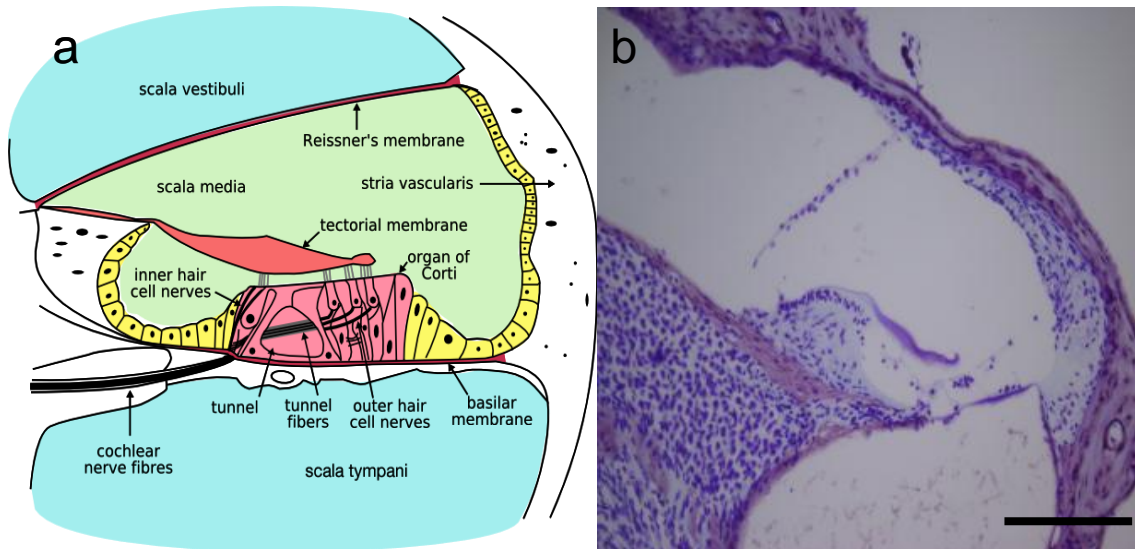 a
b
scala vestibuli
Reissner's membrane
scala media
stria vascularis
tectorial membrane
organ of
Corti
inner hair
cell nerves
tunnel
tunnel
fibers
outer hair
cell nerves
basilar
membrane
cochlear
nerve fibres
scala tympani